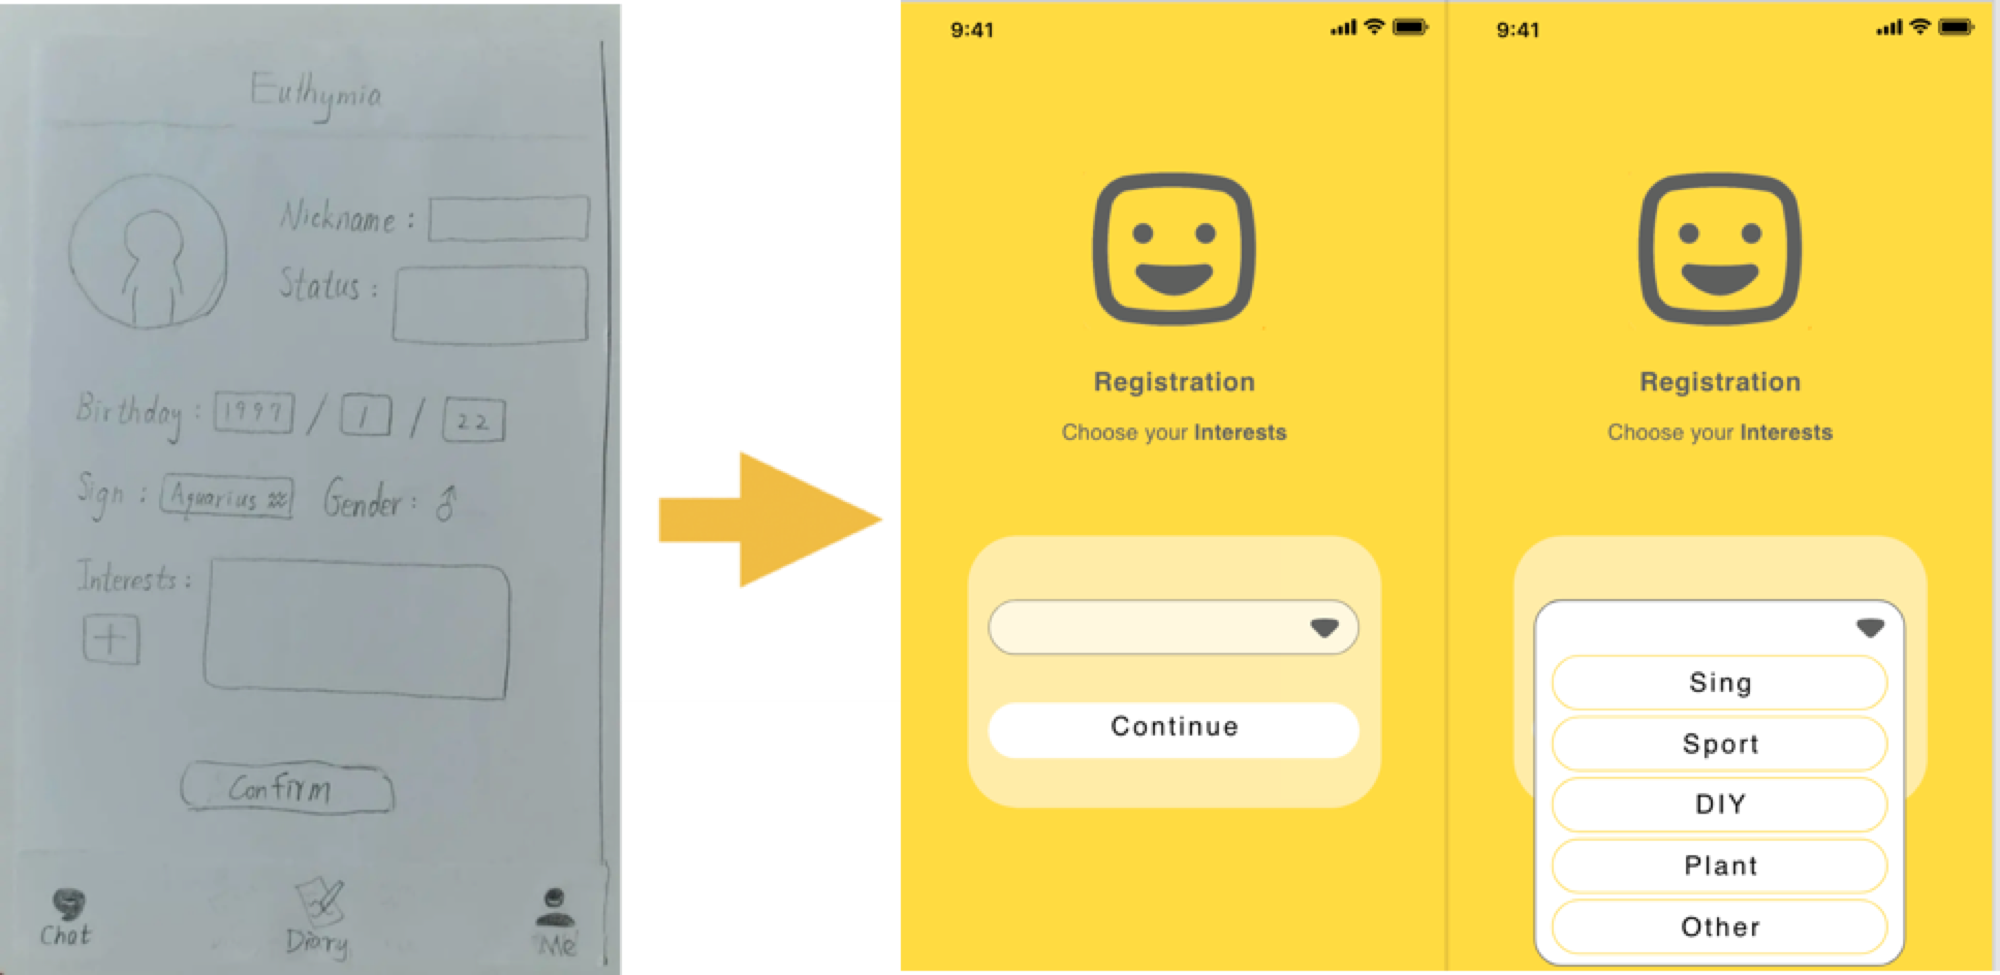 Euthymia
Nickname :
Status :
Birthday : 1997 / 1 / 22
Sign : Aquarius ♒ Gender : ♂
Interests :
+
Confirm
Chat
Diary
Me
9:41
Registration
Choose your Interests
Continue
9:41
Registration
Choose your Interests
Sing
Sport
DIY
Plant
Other